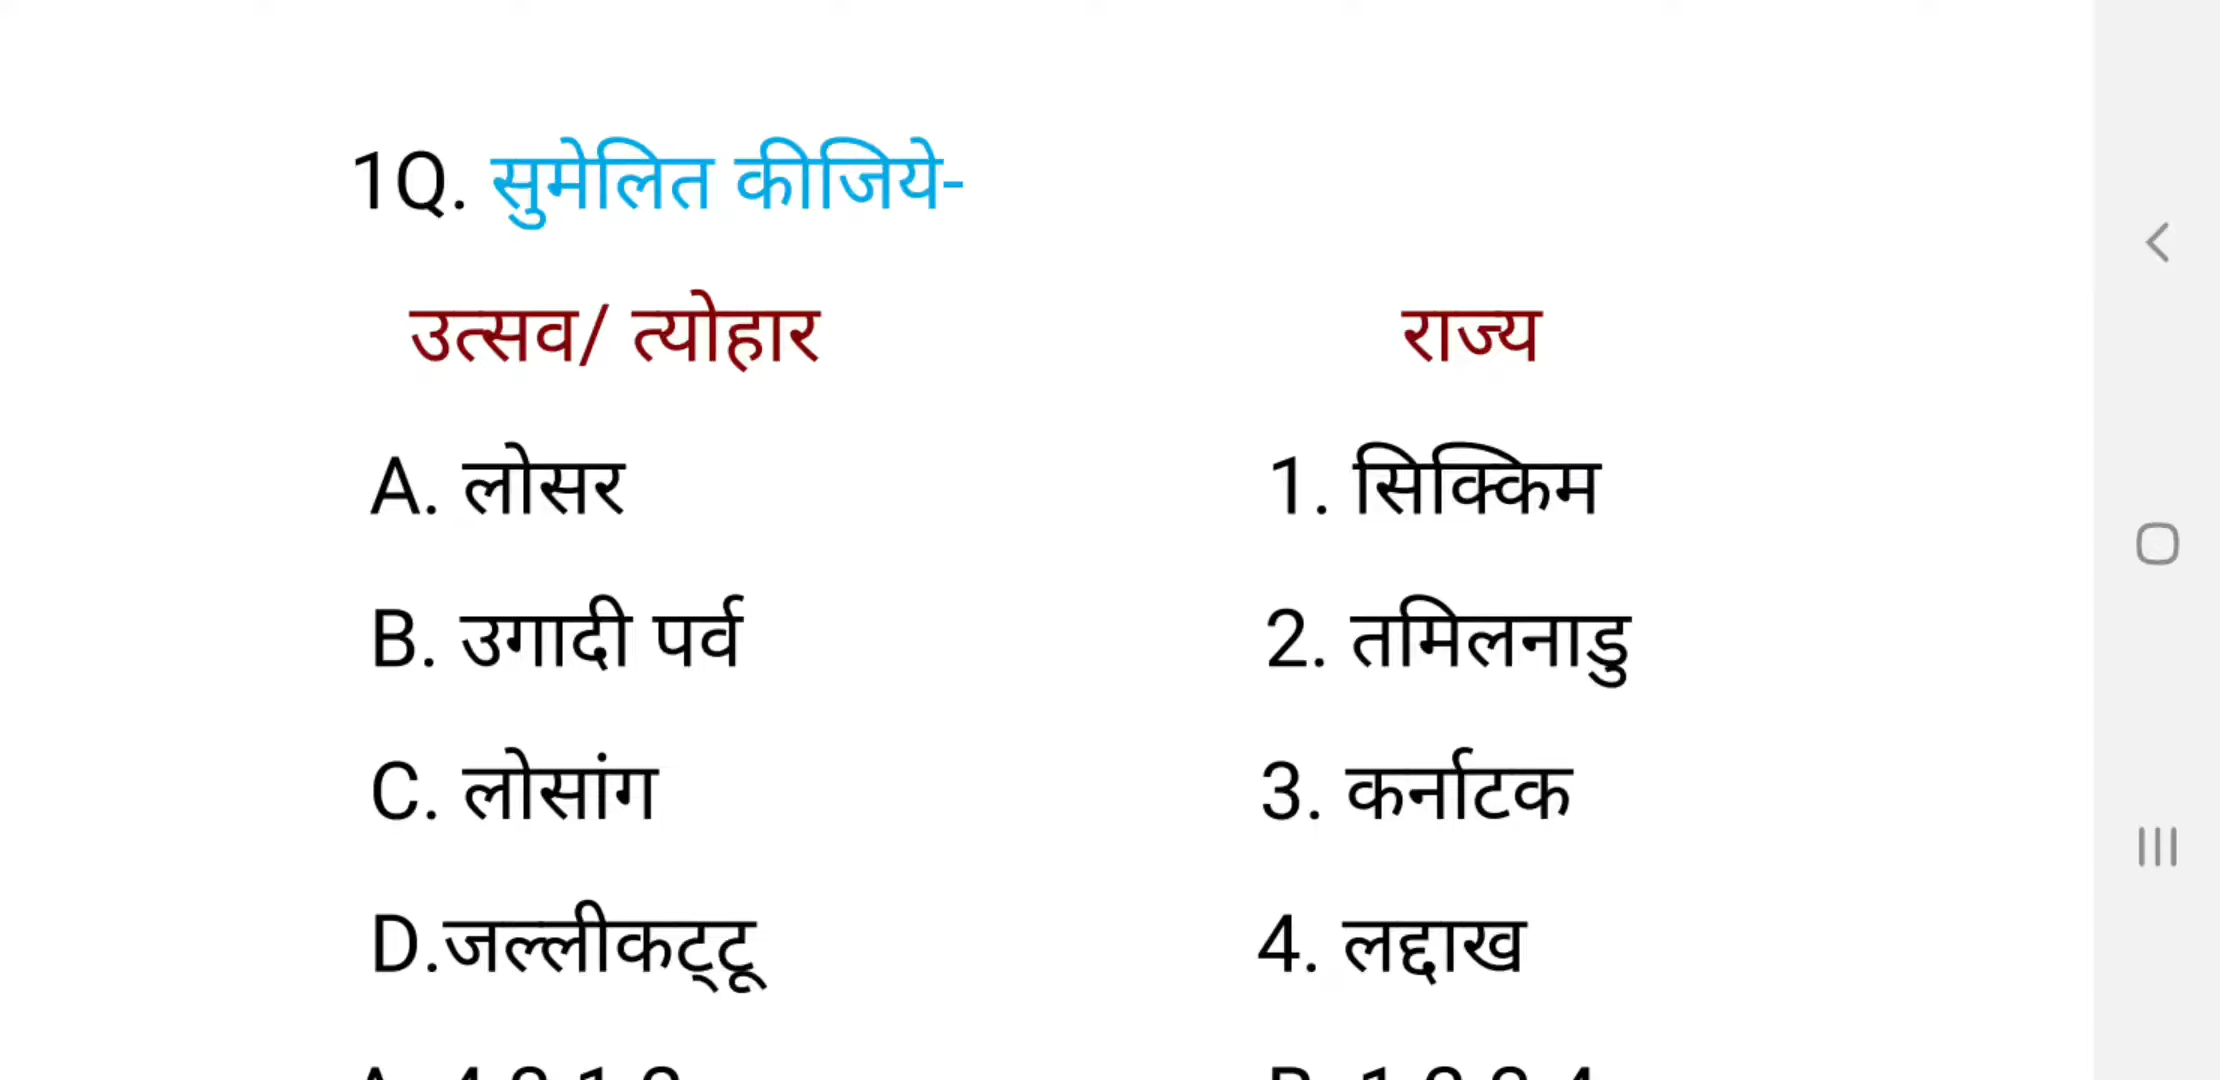 1Q. सुमेलित कीजिये-
उत्सव/ त्योहार राज्य
A. लोसर 1. सिक्किम
B. उगादी पर्व 2. तमिलनाडु
C. लोसांग 3. कर्नाटक
D.जल्लीकट्टू 4. लद्दाख